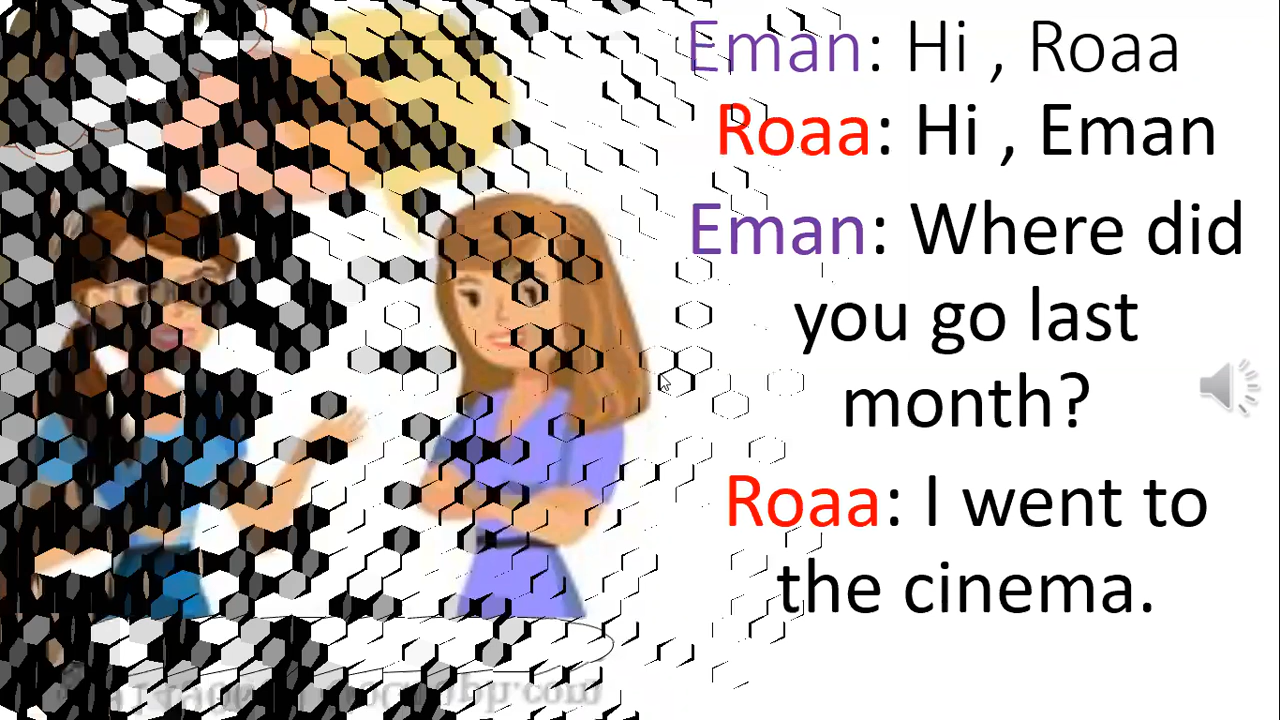 Eman: Hi , Roaa
Roaa: Hi , Eman
Eman: Where did
you go last
month?
Roaa: I went to
the cinema.